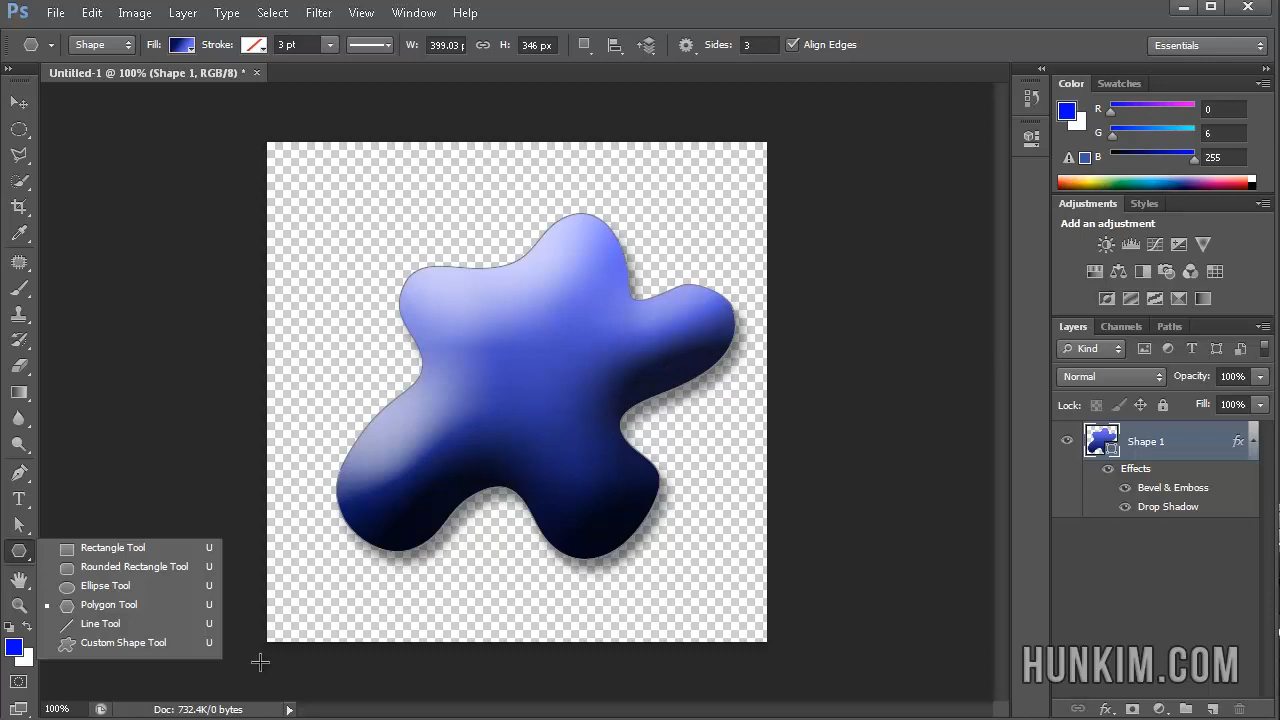 Ps File Edit Image Layer Type Select Filter View Window Help
Shape Fill: Stroke: 3 pt W: 399.03 p H: 346 px Sides: 3 Align Edges Essentials
Untitled-1 @ 100% (Shape 1, RGB/8) * ×
Color Swatches
R 0
G 6
B 255
Adjustments Styles
Add an adjustment
Layers Channels Paths
Kind T
Normal Opacity: 100%
Lock: Fill: 100%
Shape 1 fx
Effects
Bevel & Emboss
Drop Shadow
T
Rectangle Tool U
Rounded Rectangle Tool U
Ellipse Tool U
Polygon Tool U
Line Tool U
Custom Shape Tool U
HUNKIM.COM
100% Doc: 732.4K/0 bytes fx